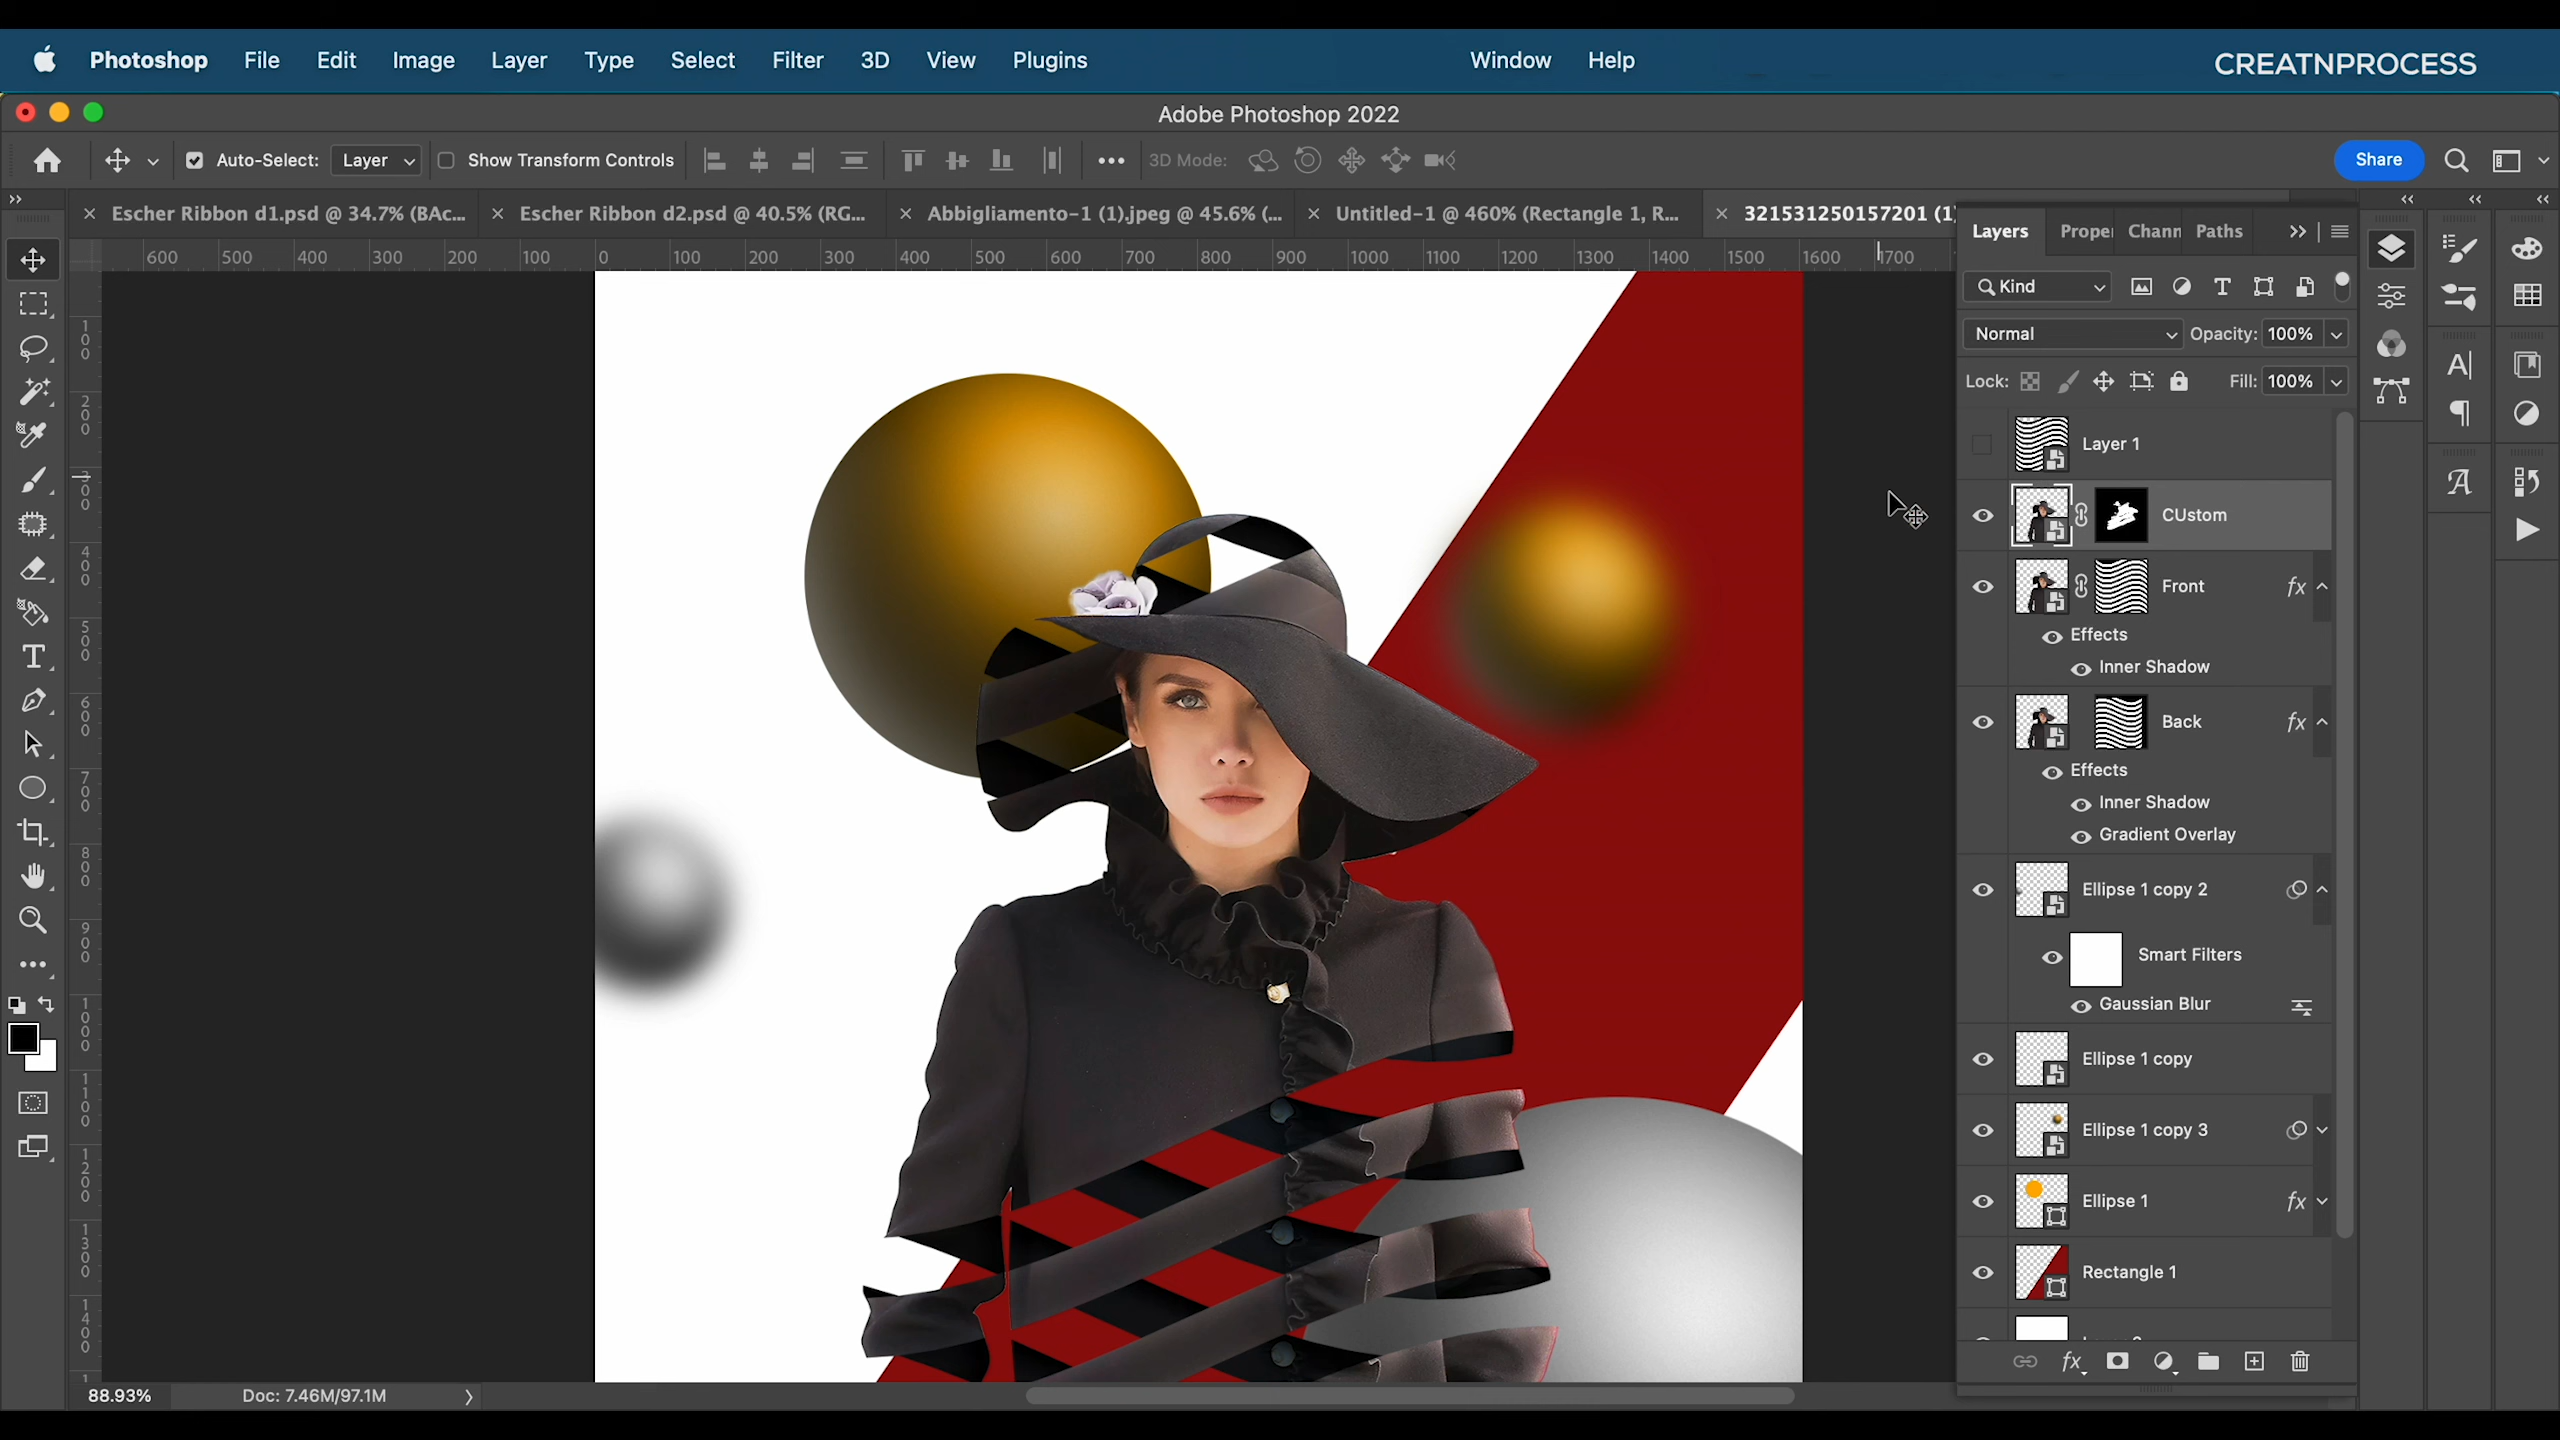 Photoshop File Edit Image Layer Type Select Filter 3D View Plugins Window Help CREATNPROCESS
Adobe Photoshop 2022
Auto-Select: Layer Show Transform Controls 3D Mode: Share
Escher Ribbon d1.psd @ 34.7% (BAc... Escher Ribbon d2.psd @ 40.5% (RG... Abbigliamento-1 (1).jpeg @ 45.6% (... Untitled-1 @ 460% (Rectangle 1, R... 321531250157201 (1)
Layers Proper Chann Paths
600 500 400 300 200 100 0 100 200 300 400 500 600 700 800 900 1000 1100 1200 1300 1400 1500 1600 1700
Kind
Normal Opacity: 100%
Lock: Fill: 100%
Layer 1
CUstom
Front fx
Effects
Inner Shadow
Back fx
Effects
Inner Shadow
Gradient Overlay
Ellipse 1 copy 2
Smart Filters
Gaussian Blur
Ellipse 1 copy
Ellipse 1 copy 3
Ellipse 1 fx
Rectangle 1
fx
100
200
300
400
500
600
700
800
900
1000
1100
1200
1300
1400
88.93% Doc: 7.46M/97.1M